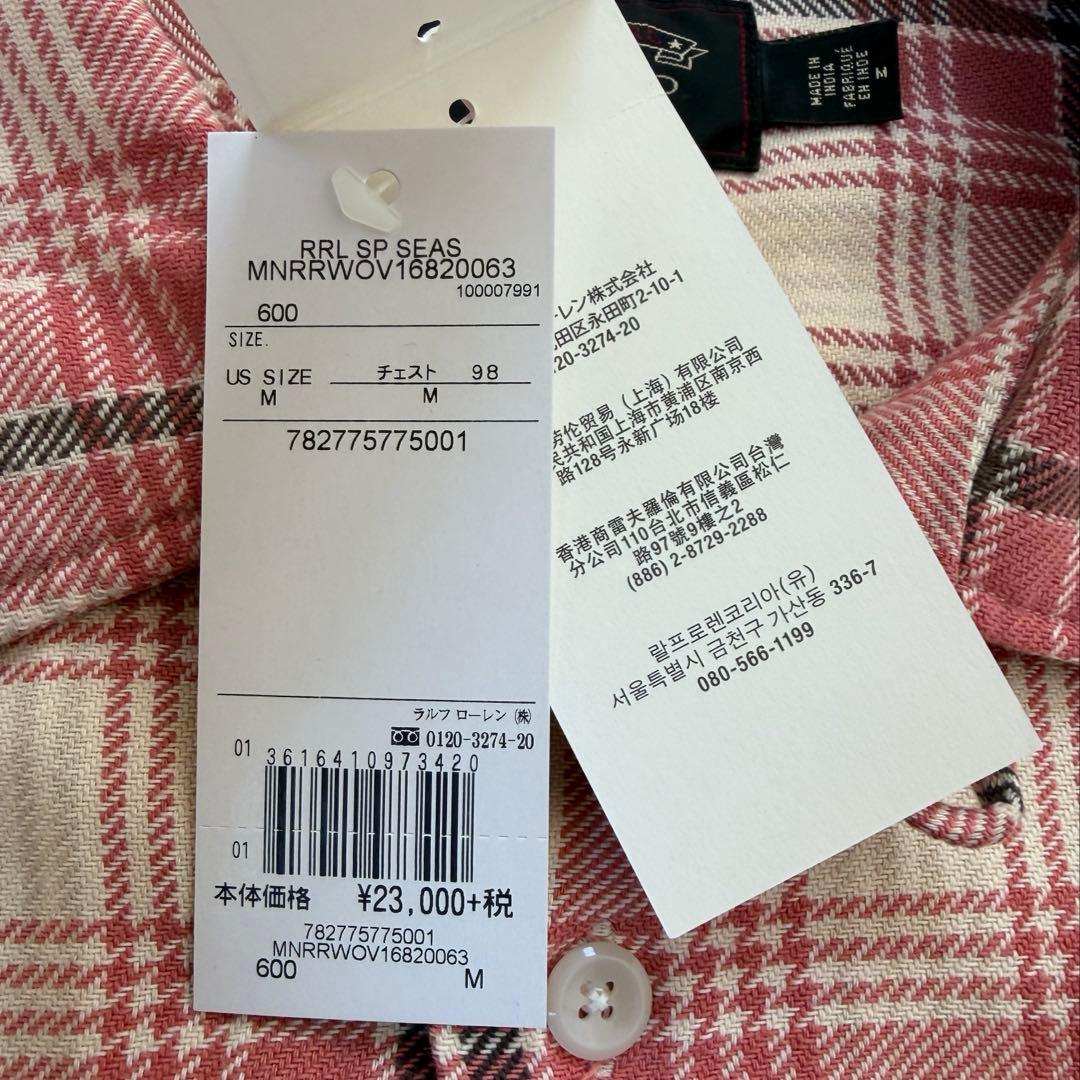 RRL SP SEAS
MNRRWOV16820063
100007991
600
SIZE.
US SIZE チェスト 98
M M
782775775001
ラルフ ローレン (株)
0120-3274-20
01 3616410973420
01
本体価格 ¥23,000+税
782775775001
MNRRWOV16820063
600 M
ーレン株式会社
田区永田町2-10-1
20-3274-20
伦贸易（上海）有限公司
民共和国上海市黄浦区南京西
路128号永新广场18楼
香港商雷夫羅倫有限公司台灣
分公司110台北市信義區松仁
路97號9樓之2
(886) 2-8729-2288
랄프로렌코리아(유)
서울특별시 금천구 가산동 336-7
080-566-1199
MADE IN
INDIA
FABRIQUÉ
EN INDE
M